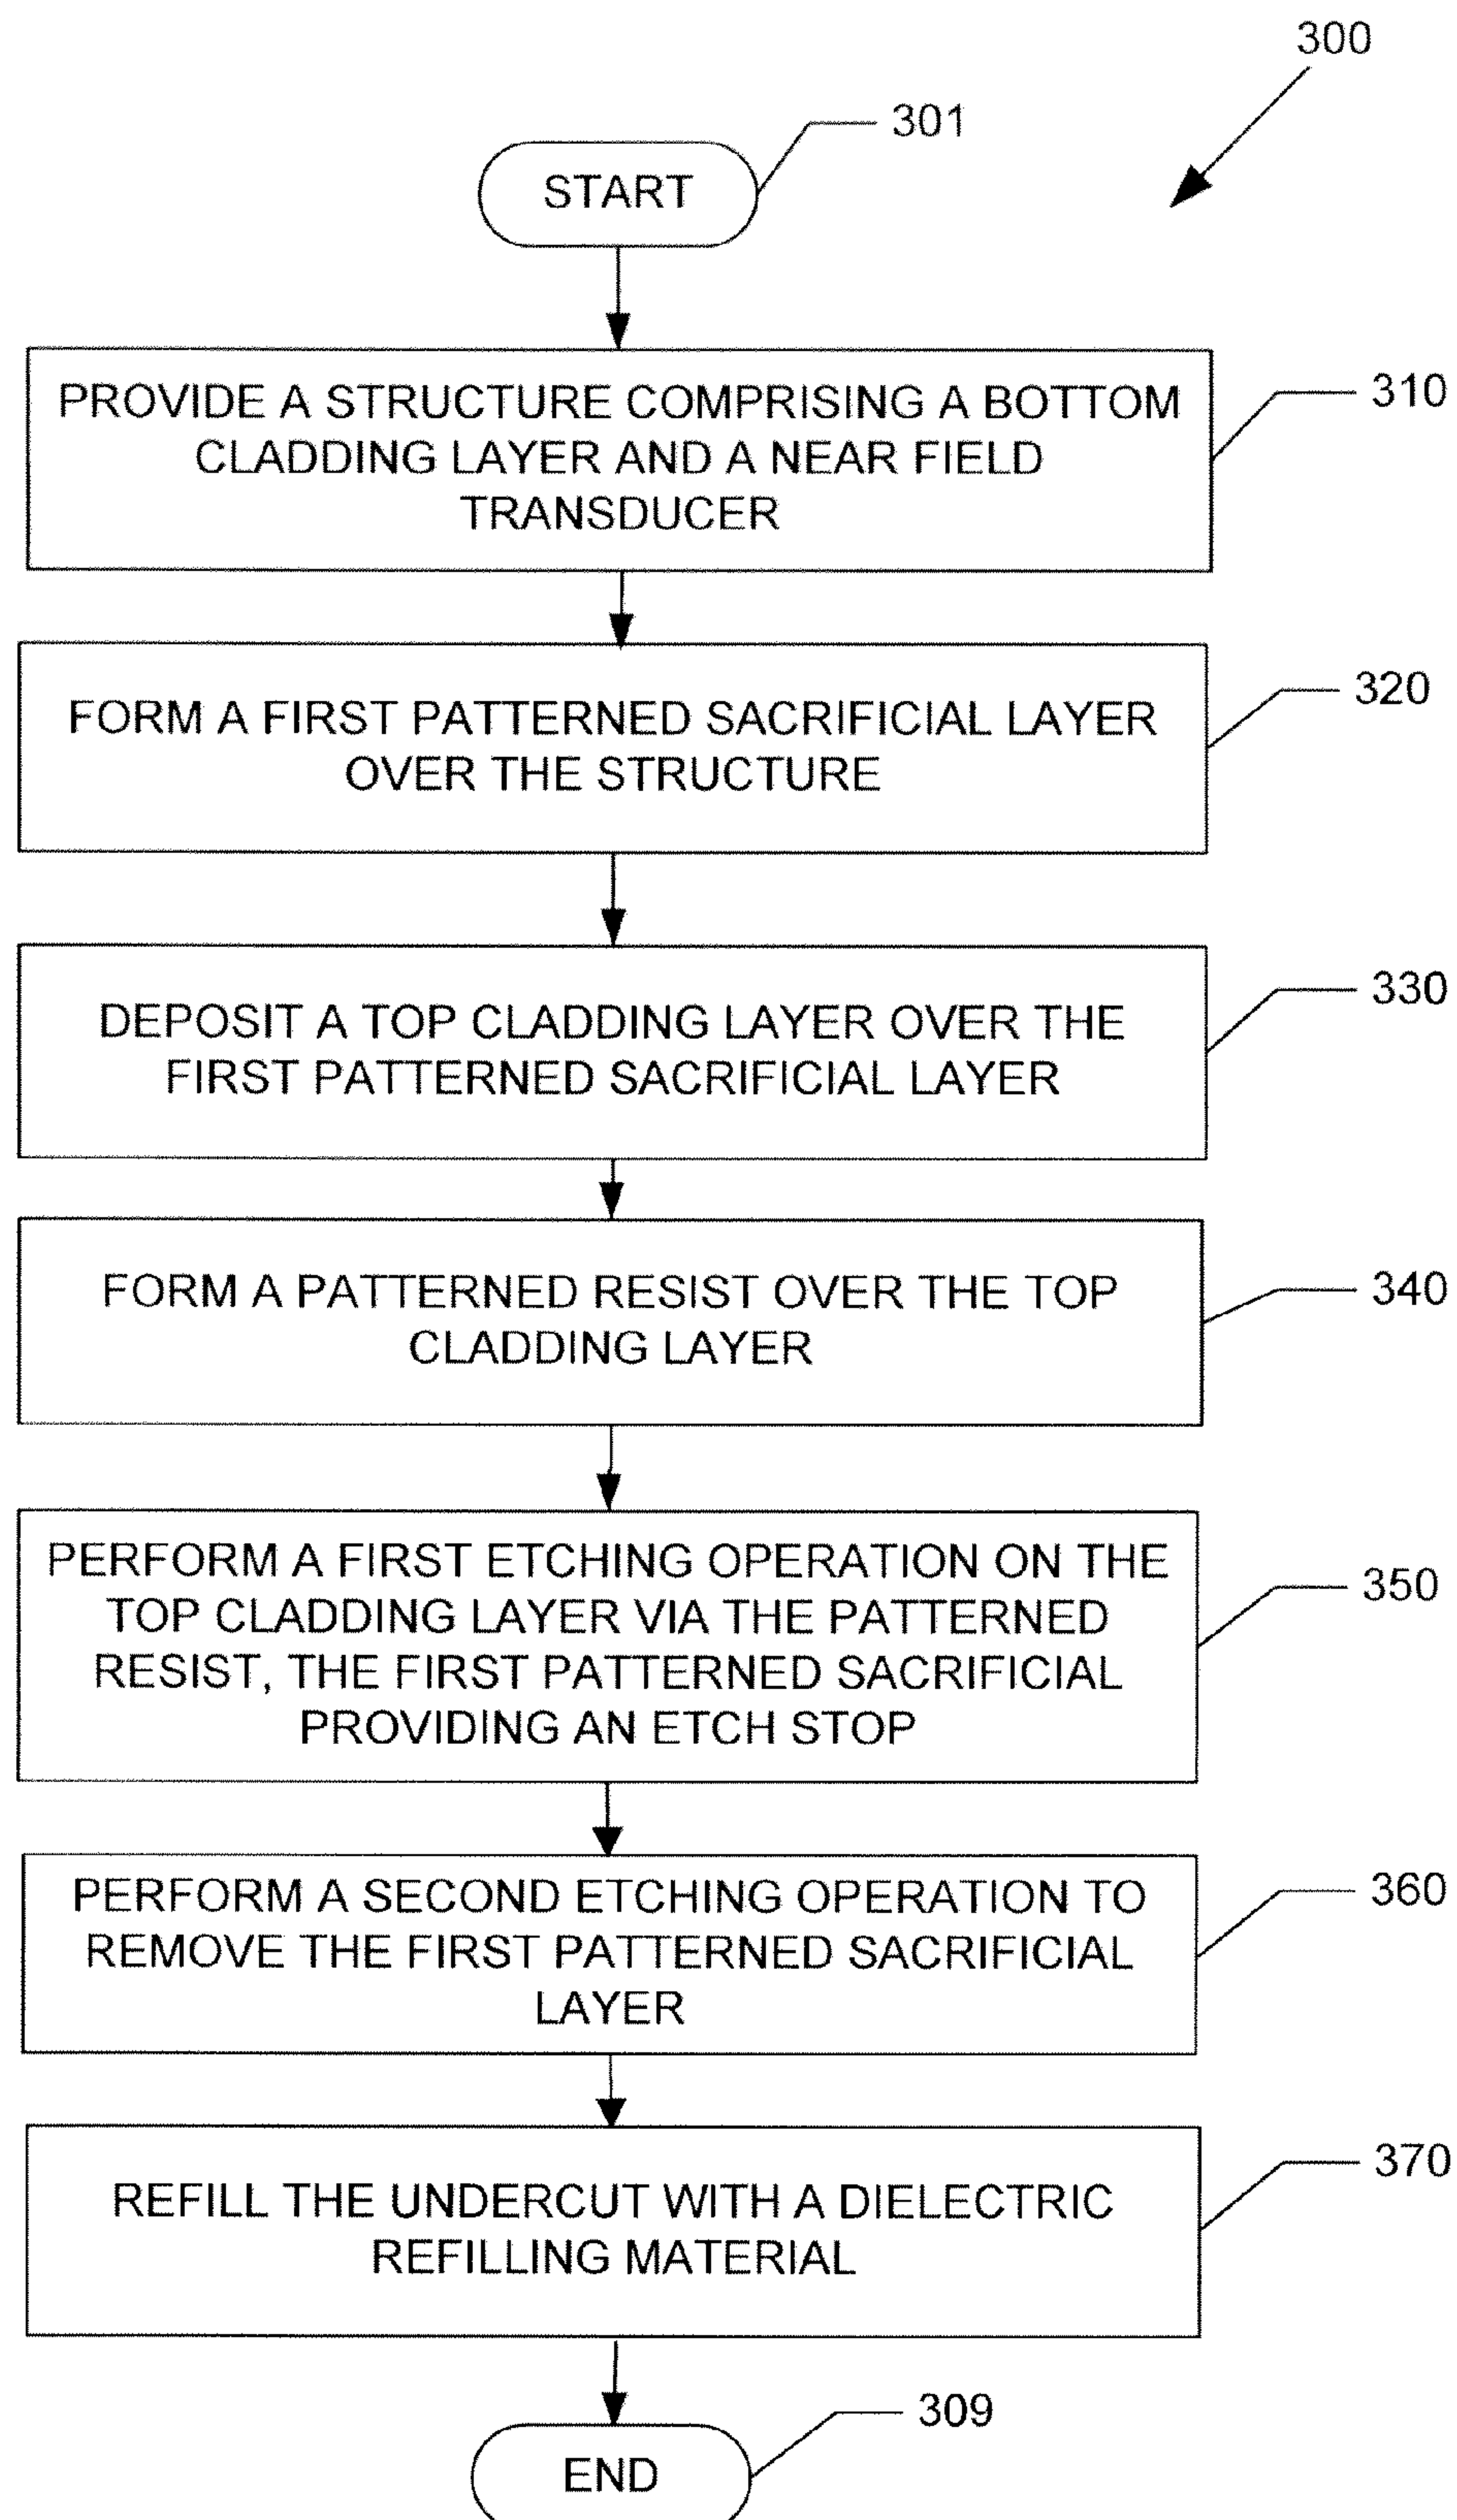 300
301
START
PROVIDE A STRUCTURE COMPRISING A BOTTOM
CLADDING LAYER AND A NEAR FIELD
TRANSDUCER
310
FORM A FIRST PATTERNED SACRIFICIAL LAYER
OVER THE STRUCTURE
320
DEPOSIT A TOP CLADDING LAYER OVER THE
FIRST PATTERNED SACRIFICIAL LAYER
330
FORM A PATTERNED RESIST OVER THE TOP
CLADDING LAYER
340
PERFORM A FIRST ETCHING OPERATION ON THE
TOP CLADDING LAYER VIA THE PATTERNED
RESIST, THE FIRST PATTERNED SACRIFICIAL
PROVIDING AN ETCH STOP
350
PERFORM A SECOND ETCHING OPERATION TO
REMOVE THE FIRST PATTERNED SACRIFICIAL
LAYER
360
REFILL THE UNDERCUT WITH A DIELECTRIC
REFILLING MATERIAL
370
309
END